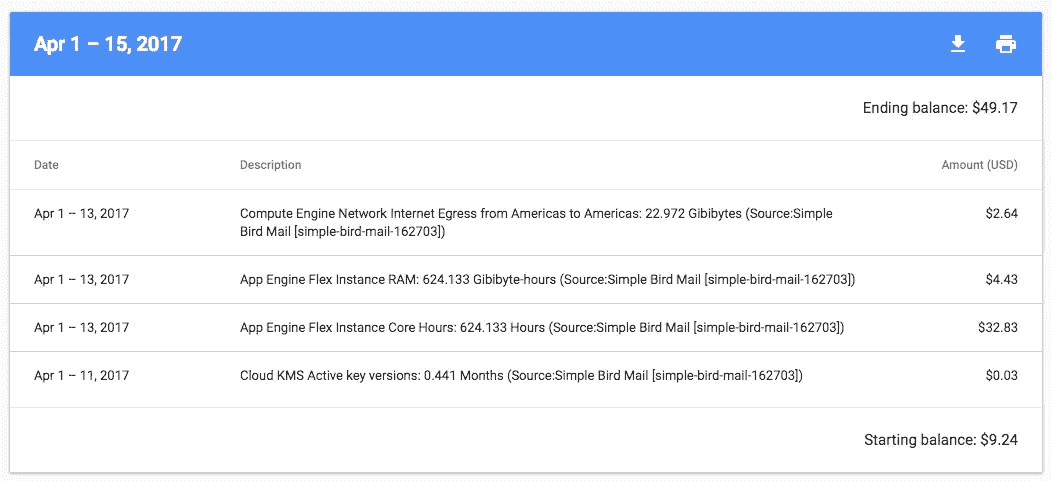 Apr 1 – 15, 2017
Ending balance: $49.17
Date Description Amount (USD)
Apr 1 – 13, 2017 Compute Engine Network Internet Egress from Americas to Americas: 22.972 Gibibytes (Source:Simple $2.64
Bird Mail [simple-bird-mail-162703])
Apr 1 – 13, 2017 App Engine Flex Instance RAM: 624.133 Gibibyte-hours (Source:Simple Bird Mail [simple-bird-mail-162703]) $4.43
Apr 1 – 13, 2017 App Engine Flex Instance Core Hours: 624.133 Hours (Source:Simple Bird Mail [simple-bird-mail-162703]) $32.83
Apr 1 – 11, 2017 Cloud KMS Active key versions: 0.441 Months (Source:Simple Bird Mail [simple-bird-mail-162703]) $0.03
Starting balance: $9.24